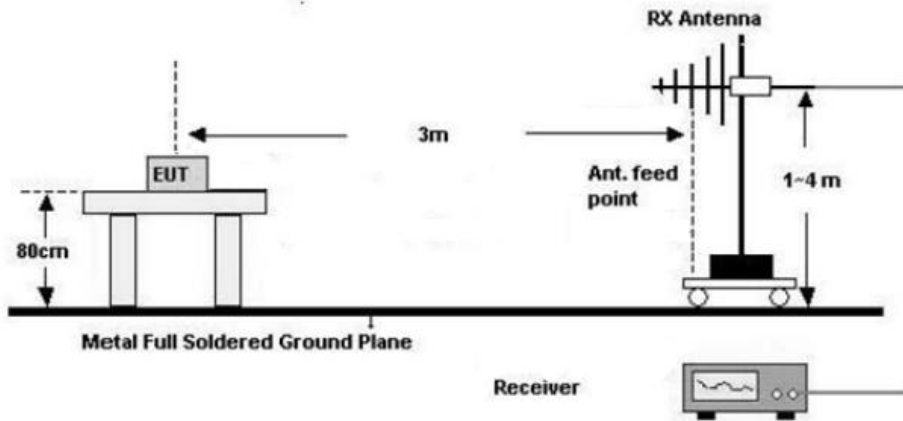 RX Antenna
3m
EUT
Ant. feed
point
1~4 m
80cm
Metal Full Soldered Ground Plane
Receiver